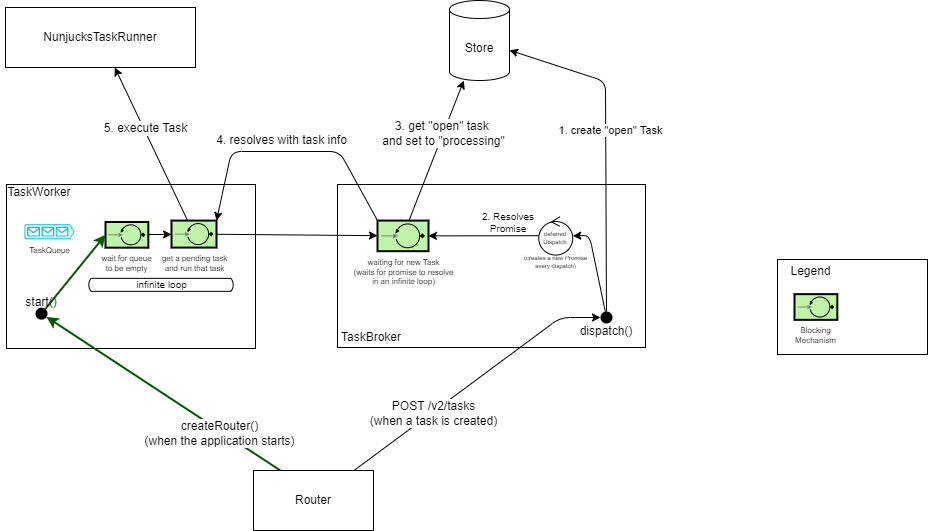 NunjucksTaskRunner
Store
5. execute Task
4. resolves with task info
3. get "open" task
and set to "processing"
1. create "open" Task
TaskWorker
TaskQueue
wait for queue
to be empty
get a pending task
and run that task
infinite loop
start()
waiting for new Task
(waits for promise to resolve
in an infinite loop)
2. Resolves
Promise
deferred
Dispatch
(creates a new Promise
every dispatch)
dispatch()
TaskBroker
Legend
Blocking
Mechanism
createRouter()
(when the application starts)
POST /v2/tasks
(when a task is created)
Router